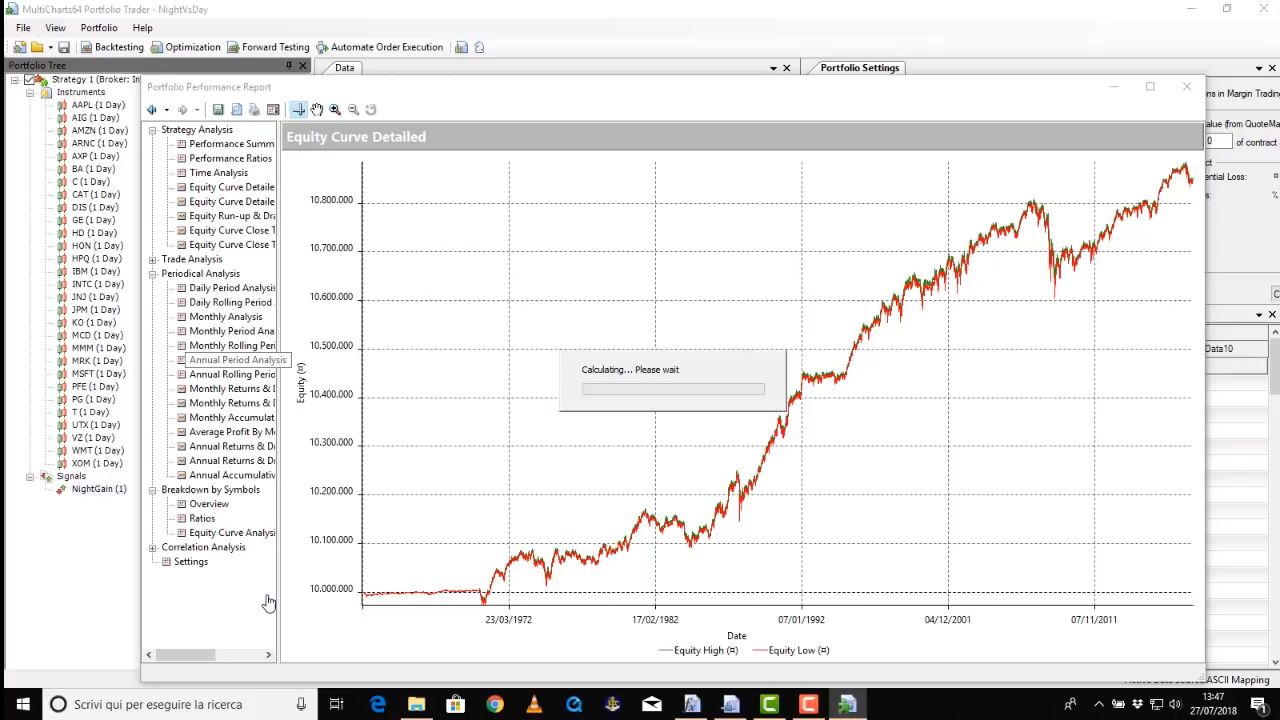 MultiCharts64 Portfolio Trader - NightVsDay
File View Portfolio Help
Backtesting Optimization Forward Testing Automate Order Execution
Portfolio Tree
Data
Portfolio Settings
Strategy 1 (Broker: In
Instruments
AAPL (1 Day)
AIG (1 Day)
AMZN (1 Day)
ARNC (1 Day)
AXP (1 Day)
BA (1 Day)
C (1 Day)
CAT (1 Day)
DIS (1 Day)
GE (1 Day)
HD (1 Day)
HON (1 Day)
HPQ (1 Day)
IBM (1 Day)
INTC (1 Day)
JNJ (1 Day)
JPM (1 Day)
KO (1 Day)
MCD (1 Day)
MMM (1 Day)
MRK (1 Day)
MSFT (1 Day)
PFE (1 Day)
PG (1 Day)
T (1 Day)
UTX (1 Day)
VZ (1 Day)
WMT (1 Day)
XOM (1 Day)
Signals
NightGain (1)
Portfolio Performance Report
Strategy Analysis
Performance Summ
Performance Ratios
Time Analysis
Equity Curve Detaile
Equity Curve Detaile
Equity Run-up & Dra
Equity Curve Close T
Equity Curve Close T
Trade Analysis
Periodical Analysis
Daily Period Analysis
Daily Rolling Period
Monthly Analysis
Monthly Period Ana
Monthly Rolling Peri
Annual Period Analysis
Annual Rolling Perio
Monthly Returns & D
Monthly Returns & D
Monthly Accumulat
Average Profit By Mo
Annual Returns & Dr
Annual Returns & Dr
Annual Accumulativ
Breakdown by Symbols
Overview
Ratios
Equity Curve Analysi
Correlation Analysis
Settings
Equity Curve Detailed
10.800.000
10.700.000
10.600.000
10.500.000
10.400.000
10.300.000
10.200.000
10.100.000
10.000.000
Equity (¤)
Calculating... Please wait
23/03/1972 17/02/1982 07/01/1992 04/12/2001 07/11/2011
Date
Equity High (¤) Equity Low (¤)
ns in Margin Trading
Value (from QuoteMa
0 of contract
ct
ential Loss: ¤
s. %
C
Data10
Source:ASCII Mapping
Scrivi qui per eseguire la ricerca
13:47
27/07/2018